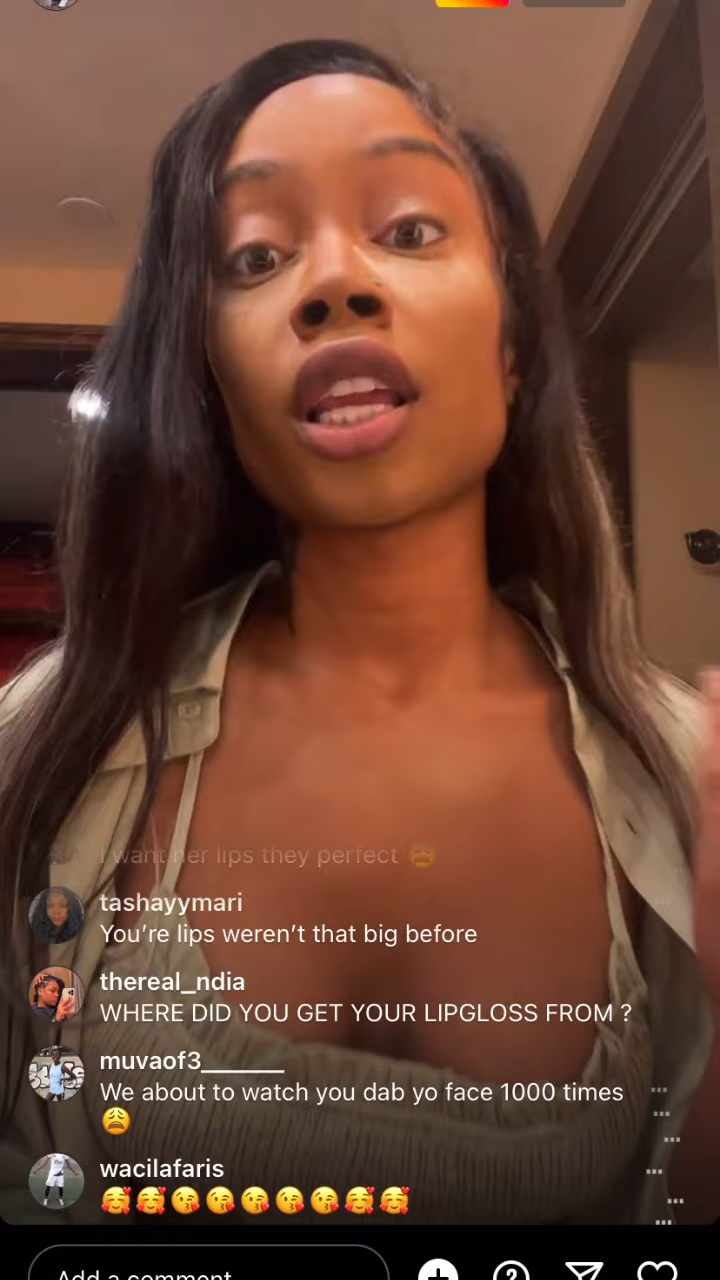 I want her lips they perfect 😩
tashayymari
You’re lips weren’t that big before
thereal_ndia
WHERE DID YOU GET YOUR LIPGLOSS FROM ?
muvaof3_______
We about to watch you dab yo face 1000 times
😩
wacilafaris
🥰🥰😘😘😘😘😘🥰🥰
Add a comment